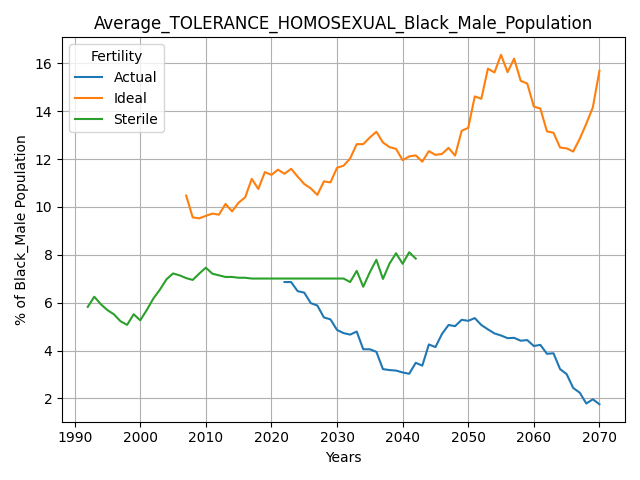 Average_TOLERANCE_HOMOSEXUAL_Black_Male_Population
Fertility
Actual
Ideal
Sterile
% of Black_Male Population
16
14
12
10
8
6
4
2
1990 2000 2010 2020 2030 2040 2050 2060 2070
Years